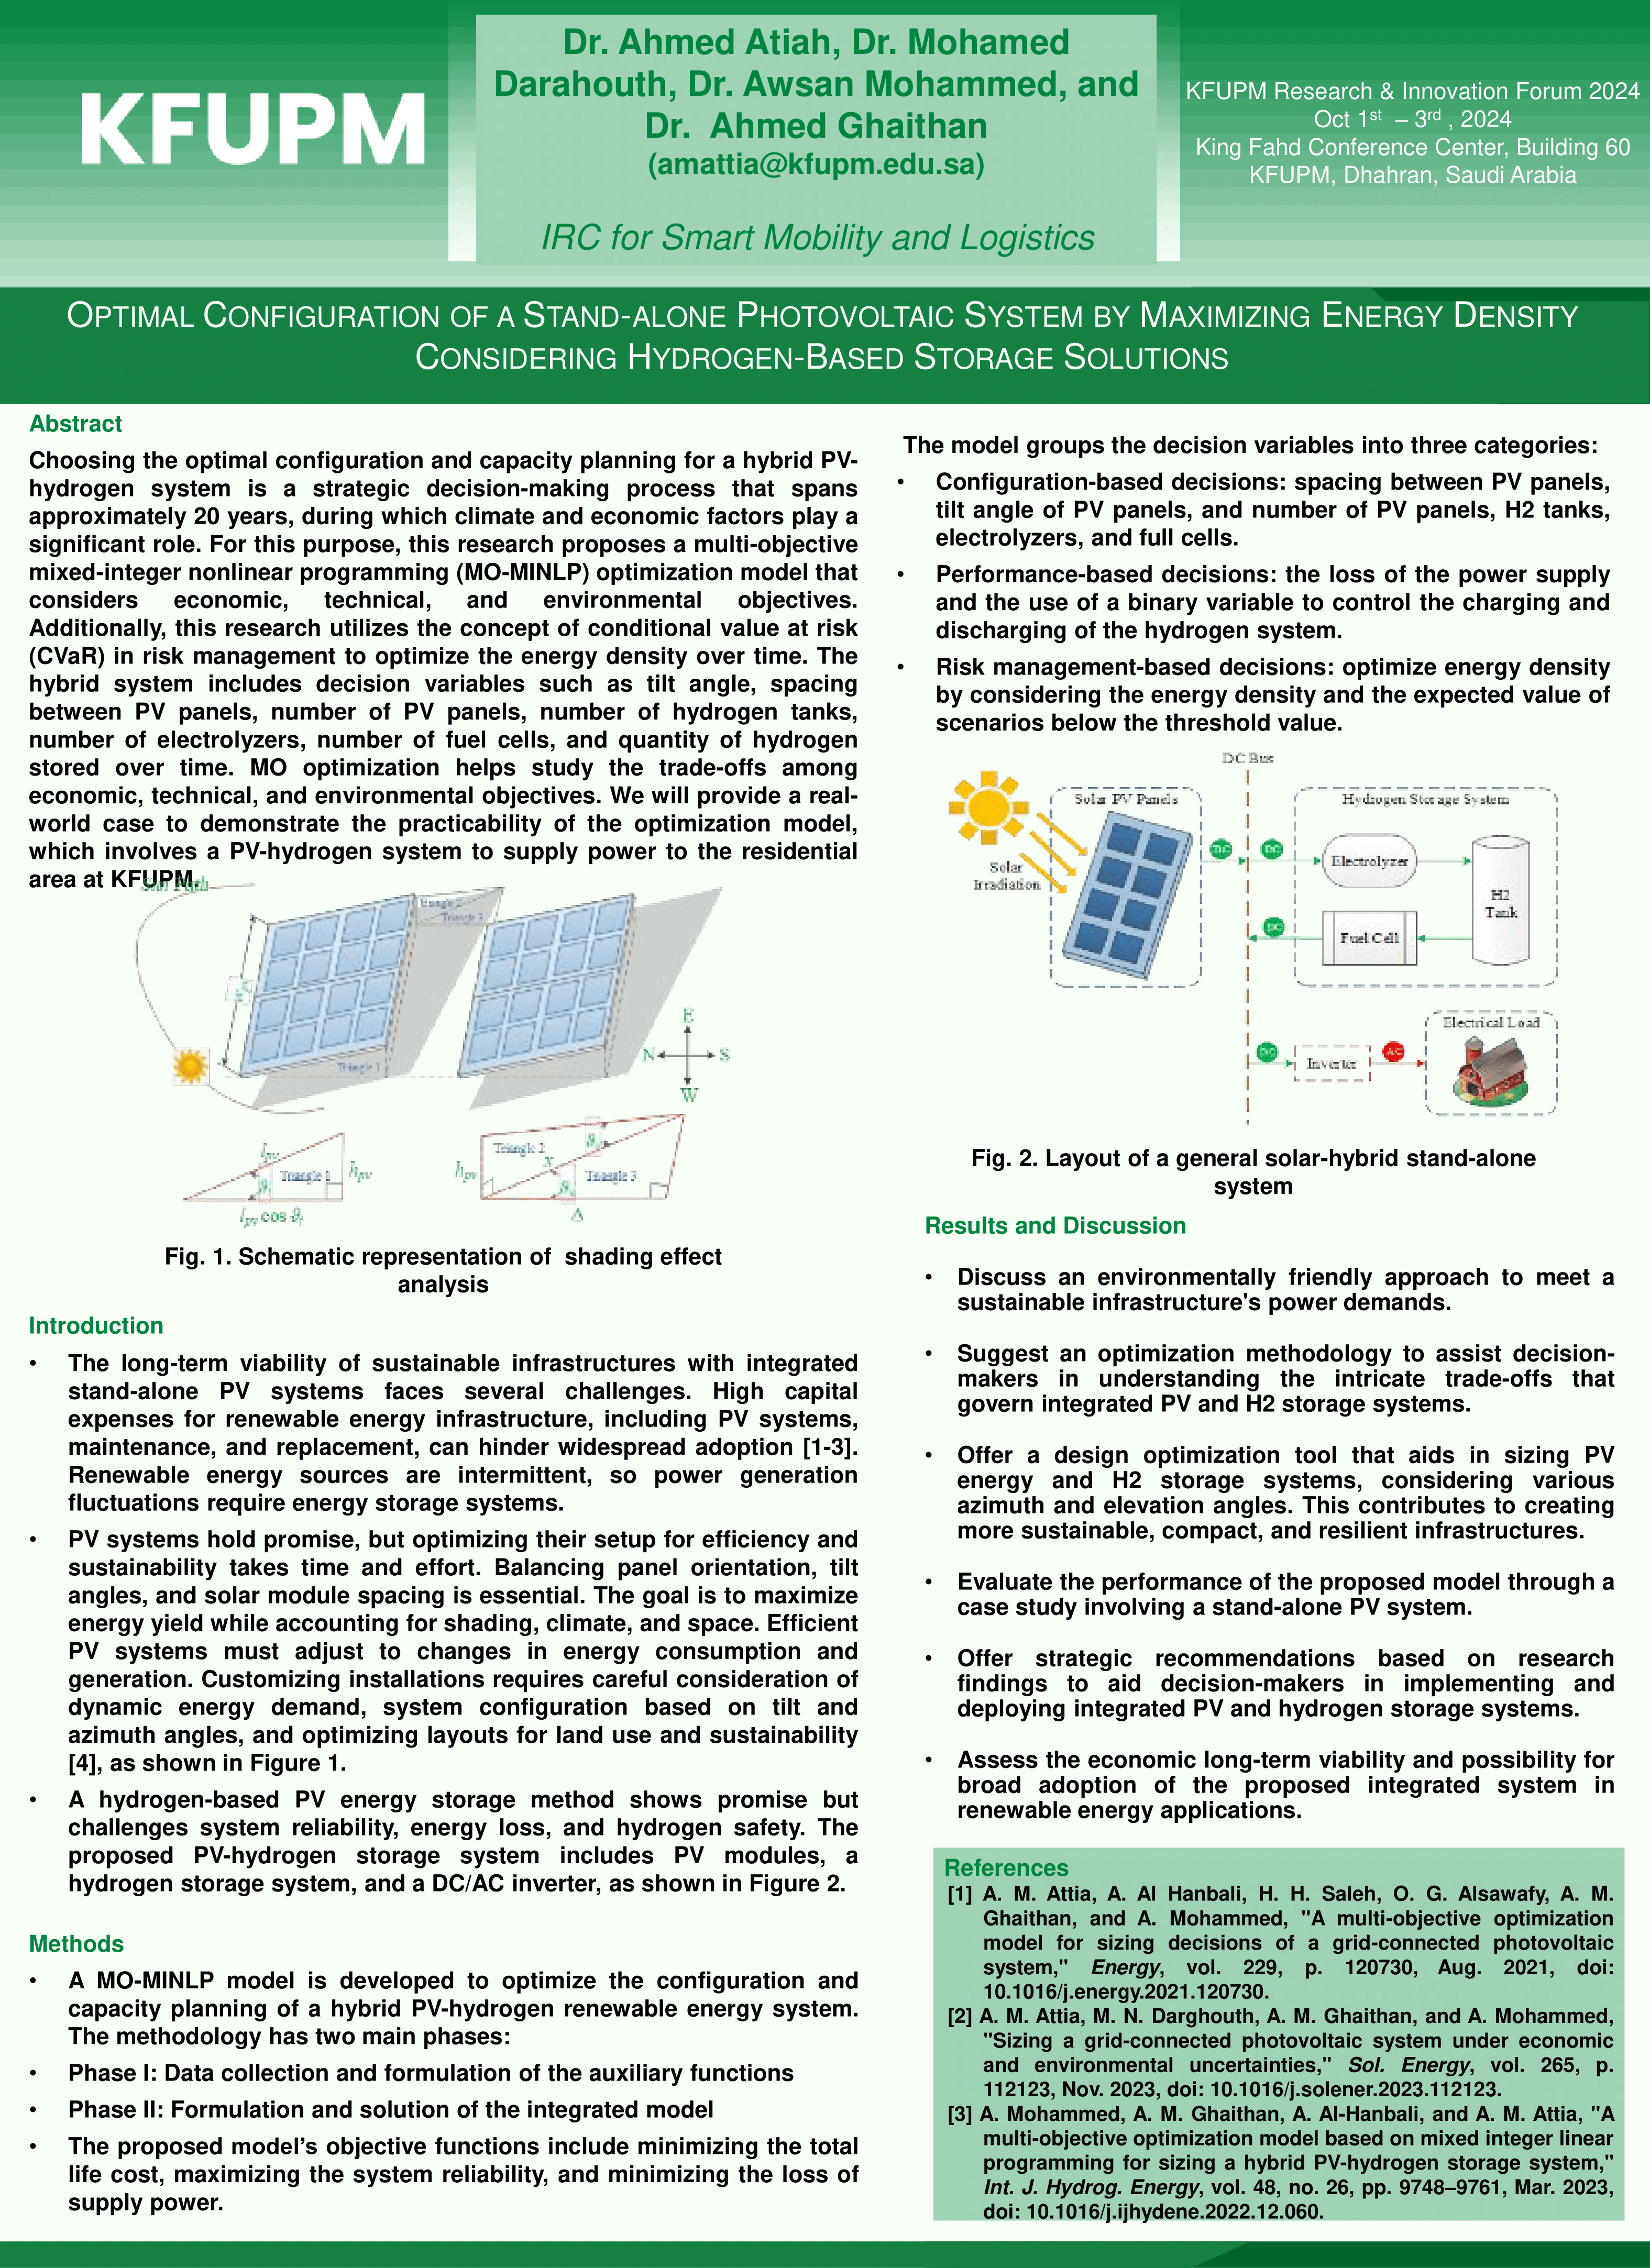 KFUPM
Dr. Ahmed Atiah, Dr. Mohamed
Darahouth, Dr. Awsan Mohammed, and
Dr. Ahmed Ghaithan
(amattia@kfupm.edu.sa)
IRC for Smart Mobility and Logistics
KFUPM Research & Innovation Forum 2024
Oct 1st – 3rd , 2024
King Fahd Conference Center, Building 60
KFUPM, Dhahran, Saudi Arabia
OPTIMAL CONFIGURATION OF A STAND-ALONE PHOTOVOLTAIC SYSTEM BY MAXIMIZING ENERGY DENSITY
CONSIDERING HYDROGEN-BASED STORAGE SOLUTIONS
Abstract
Choosing the optimal configuration and capacity planning for a hybrid PV-
hydrogen system is a strategic decision-making process that spans
approximately 20 years, during which climate and economic factors play a
significant role. For this purpose, this research proposes a multi-objective
mixed-integer nonlinear programming (MO-MINLP) optimization model that
considers economic, technical, and environmental objectives.
Additionally, this research utilizes the concept of conditional value at risk
(CVaR) in risk management to optimize the energy density over time. The
hybrid system includes decision variables such as tilt angle, spacing
between PV panels, number of PV panels, number of hydrogen tanks,
number of electrolyzers, number of fuel cells, and quantity of hydrogen
stored over time. MO optimization helps study the trade-offs among
economic, technical, and environmental objectives. We will provide a real-
world case to demonstrate the practicability of the optimization model,
which involves a PV-hydrogen system to supply power to the residential
area at KFUPM.
Sun Path
Triangle 2
Triangle 3
Triangle 1
E
N
S
W
l_pv
Triangle 1
h_pv
l_pv cos ϑ_t
h_pv
Triangle 2
X
Triangle 3
Δ
Fig. 1. Schematic representation of shading effect
analysis
Introduction
• The long-term viability of sustainable infrastructures with integrated
stand-alone PV systems faces several challenges. High capital
expenses for renewable energy infrastructure, including PV systems,
maintenance, and replacement, can hinder widespread adoption [1-3].
Renewable energy sources are intermittent, so power generation
fluctuations require energy storage systems.
• PV systems hold promise, but optimizing their setup for efficiency and
sustainability takes time and effort. Balancing panel orientation, tilt
angles, and solar module spacing is essential. The goal is to maximize
energy yield while accounting for shading, climate, and space. Efficient
PV systems must adjust to changes in energy consumption and
generation. Customizing installations requires careful consideration of
dynamic energy demand, system configuration based on tilt and
azimuth angles, and optimizing layouts for land use and sustainability
[4], as shown in Figure 1.
• A hydrogen-based PV energy storage method shows promise but
challenges system reliability, energy loss, and hydrogen safety. The
proposed PV-hydrogen storage system includes PV modules, a
hydrogen storage system, and a DC/AC inverter, as shown in Figure 2.
Methods
• A MO-MINLP model is developed to optimize the configuration and
capacity planning of a hybrid PV-hydrogen renewable energy system.
The methodology has two main phases:
• Phase I: Data collection and formulation of the auxiliary functions
• Phase II: Formulation and solution of the integrated model
• The proposed model’s objective functions include minimizing the total
life cost, maximizing the system reliability, and minimizing the loss of
supply power.
The model groups the decision variables into three categories:
• Configuration-based decisions: spacing between PV panels,
tilt angle of PV panels, and number of PV panels, H2 tanks,
electrolyzers, and full cells.
• Performance-based decisions: the loss of the power supply
and the use of a binary variable to control the charging and
discharging of the hydrogen system.
• Risk management-based decisions: optimize energy density
by considering the energy density and the expected value of
scenarios below the threshold value.
DC Bus
Solar PV Panels
Hydrogen Storage System
Solar
Irradiation
DC
DC
Electrolyzer
H2
Tank
DC
Fuel Cell
Electrical Load
DC
Inverter
AC
Fig. 2. Layout of a general solar-hybrid stand-alone
system
Results and Discussion
• Discuss an environmentally friendly approach to meet a
sustainable infrastructure's power demands.
• Suggest an optimization methodology to assist decision-
makers in understanding the intricate trade-offs that
govern integrated PV and H2 storage systems.
• Offer a design optimization tool that aids in sizing PV
energy and H2 storage systems, considering various
azimuth and elevation angles. This contributes to creating
more sustainable, compact, and resilient infrastructures.
• Evaluate the performance of the proposed model through a
case study involving a stand-alone PV system.
• Offer strategic recommendations based on research
findings to aid decision-makers in implementing and
deploying integrated PV and hydrogen storage systems.
• Assess the economic long-term viability and possibility for
broad adoption of the proposed integrated system in
renewable energy applications.
References
[1] A. M. Attia, A. Al Hanbali, H. H. Saleh, O. G. Alsawafy, A. M.
Ghaithan, and A. Mohammed, "A multi-objective optimization
model for sizing decisions of a grid-connected photovoltaic
system," Energy, vol. 229, p. 120730, Aug. 2021, doi:
10.1016/j.energy.2021.120730.
[2] A. M. Attia, M. N. Darghouth, A. M. Ghaithan, and A. Mohammed,
"Sizing a grid-connected photovoltaic system under economic
and environmental uncertainties," Sol. Energy, vol. 265, p.
112123, Nov. 2023, doi: 10.1016/j.solener.2023.112123.
[3] A. Mohammed, A. M. Ghaithan, A. Al-Hanbali, and A. M. Attia, "A
multi-objective optimization model based on mixed integer linear
programming for sizing a hybrid PV-hydrogen storage system,"
Int. J. Hydrog. Energy, vol. 48, no. 26, pp. 9748–9761, Mar. 2023,
doi: 10.1016/j.ijhydene.2022.12.060.